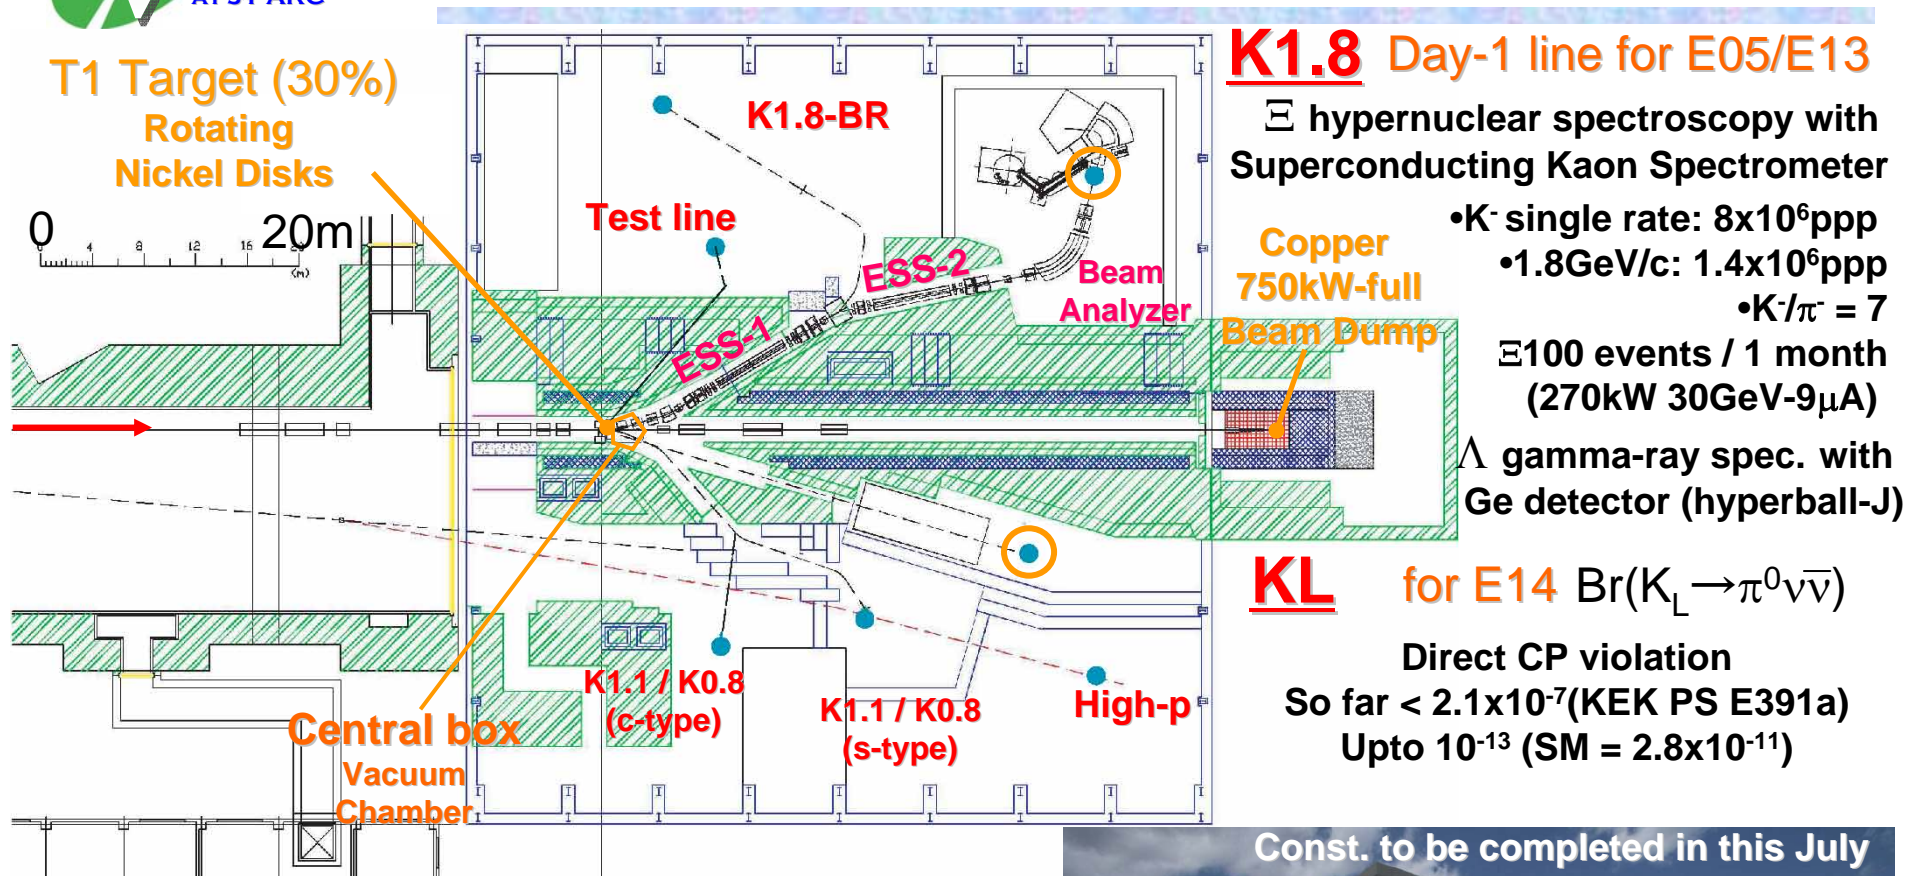 AT J-PARC
T1 Target (30%)
Rotating
Nickel Disks
0 4 8 12 16 20m
(m)
K1.8-BR
Test line
ESS-1
ESS-2
Beam
Analyzer
Copper
750kW-full
Beam Dump
K1.1 / K0.8
(c-type)
K1.1 / K0.8
(s-type)
High-p
Central box
Vacuum
Chamber
K1.8 Day-1 line for E05/E13
Ξ hypernuclear spectroscopy with
Superconducting Kaon Spectrometer
•K⁻ single rate: 8x10⁶ppp
•1.8GeV/c: 1.4x10⁶ppp
•K⁻/π⁻ = 7
Ξ100 events / 1 month
(270kW 30GeV-9μA)
Λ gamma-ray spec. with
Ge detector (hyperball-J)
KL for E14 Br(K_L→π⁰νν̅)
Direct CP violation
So far < 2.1x10⁻⁷(KEK PS E391a)
Upto 10⁻¹³ (SM = 2.8x10⁻¹¹)
Const. to be completed in this July